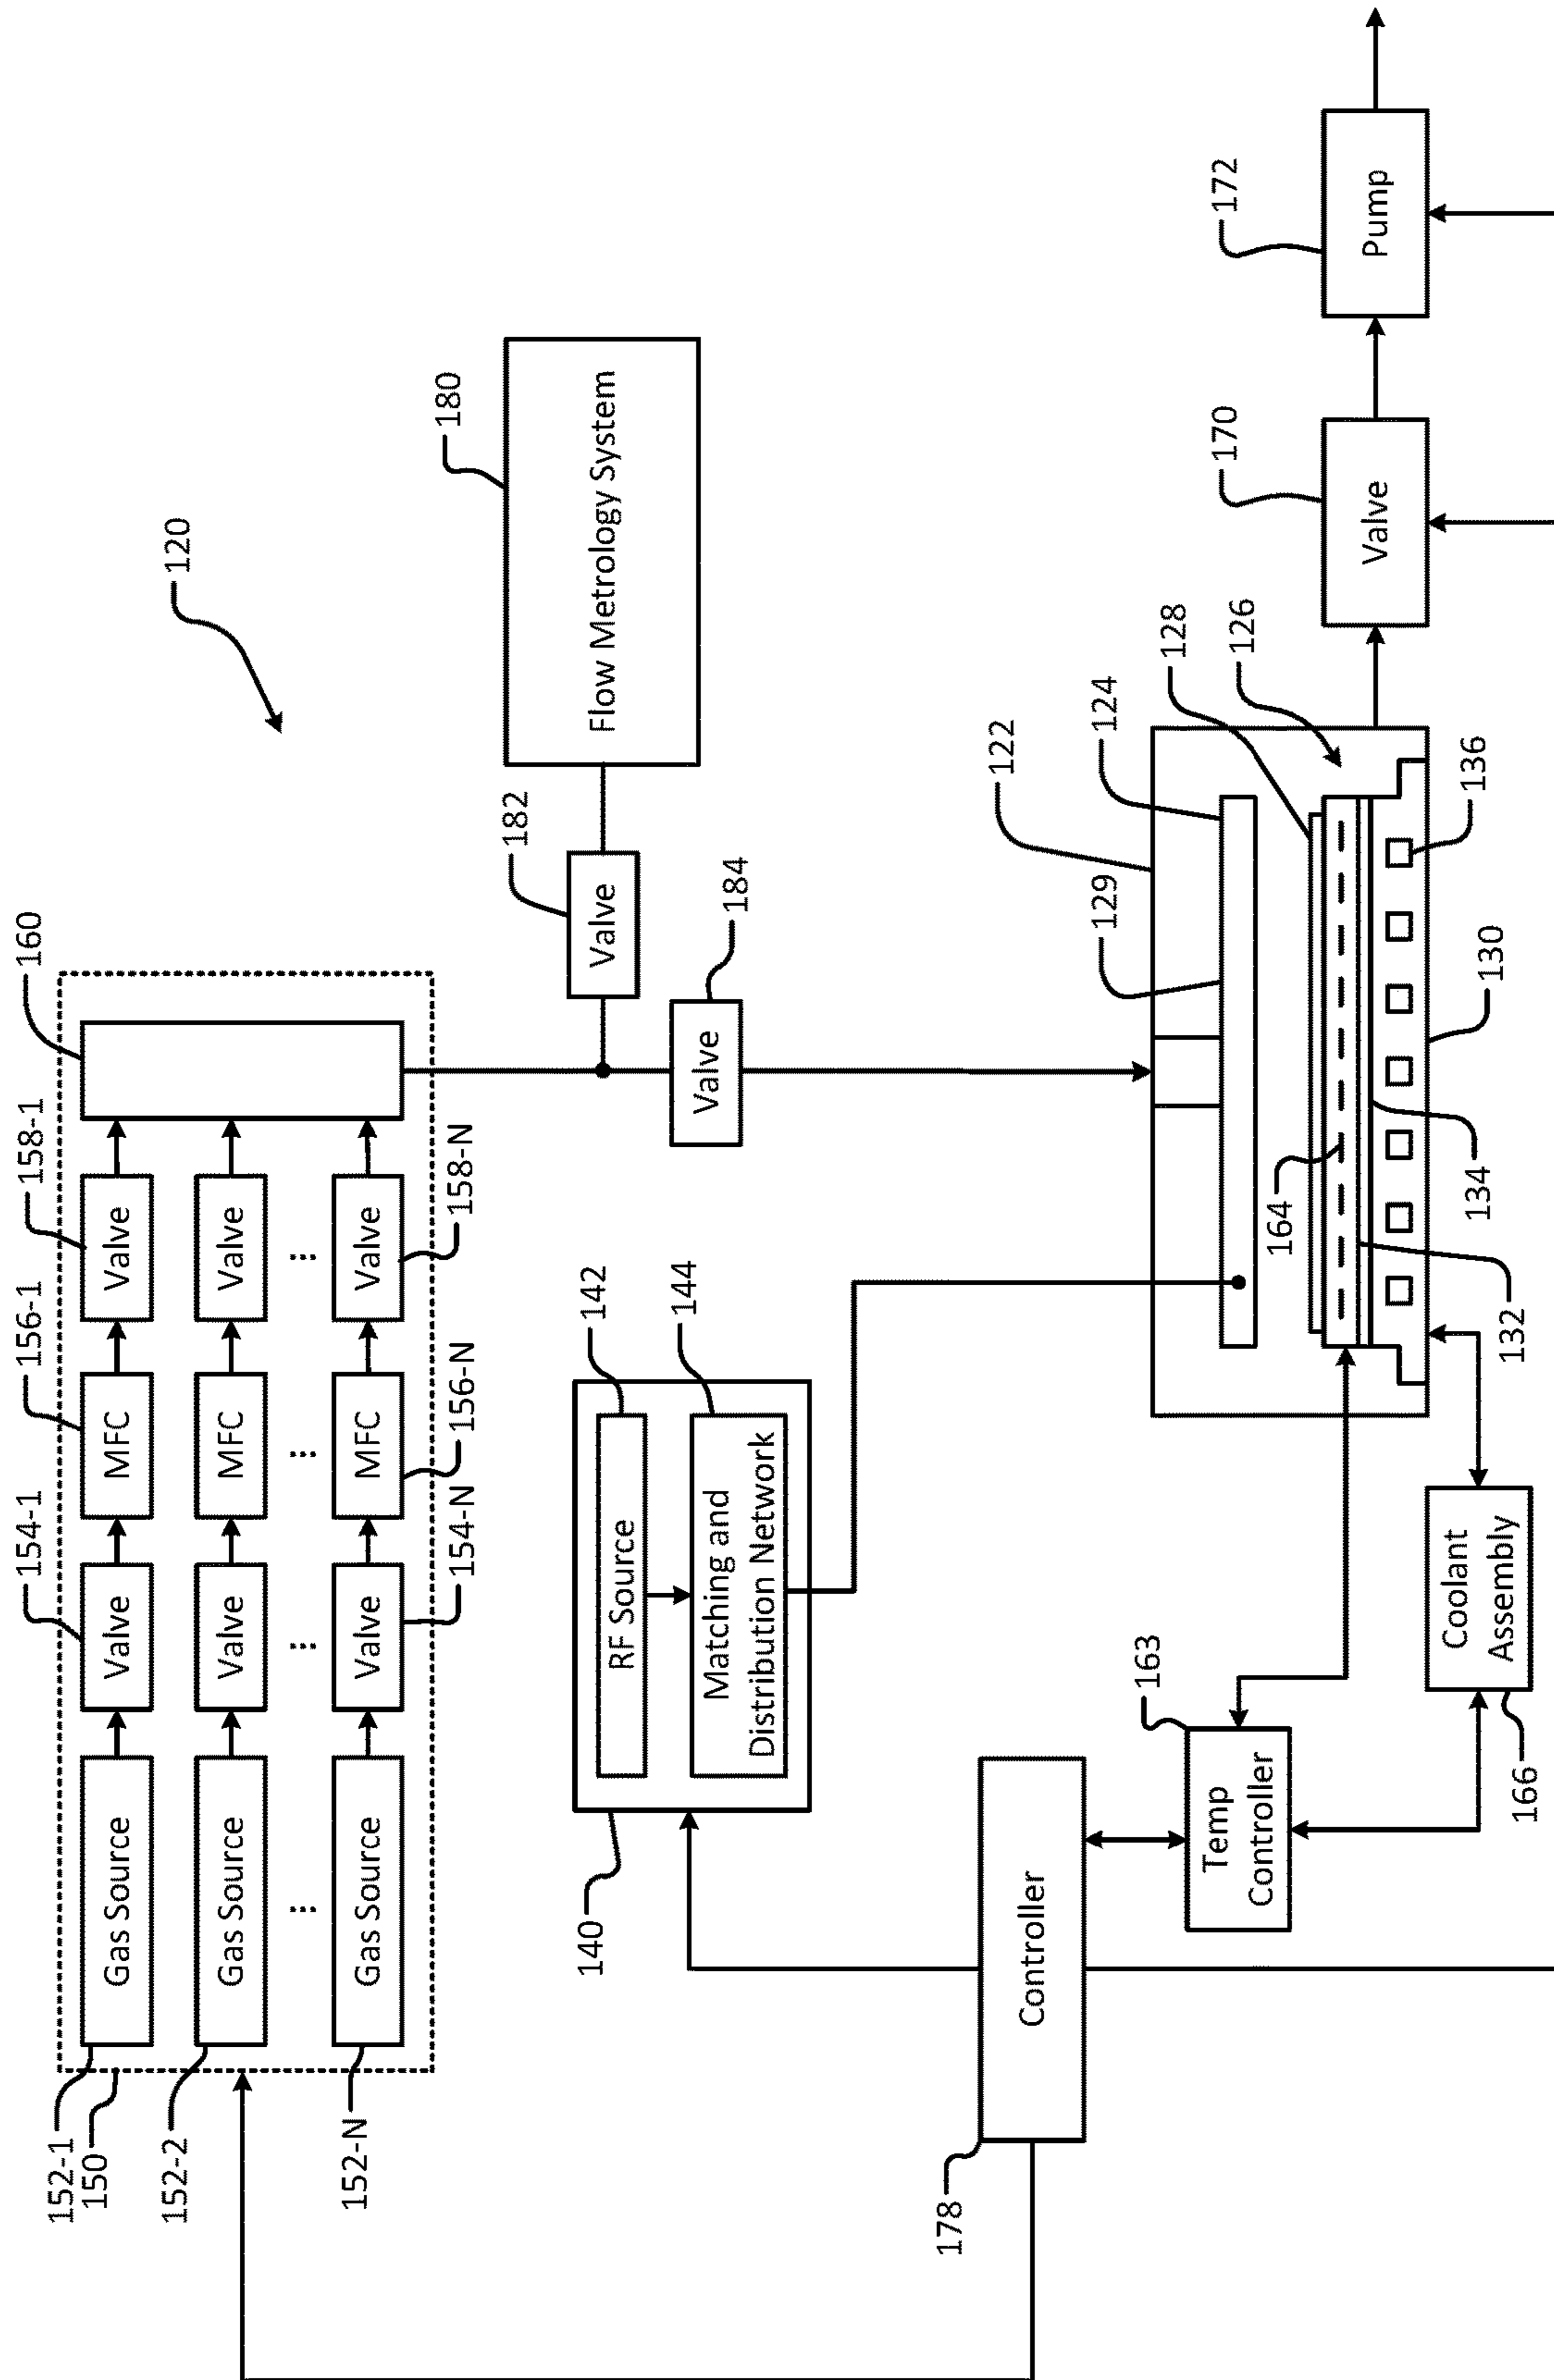 120
152-1
150
152-2
152-N
154-1
156-1
158-1
160
Gas Source
Valve
MFC
Valve
Gas Source
Valve
MFC
Valve
...
...
...
...
Gas Source
Valve
MFC
Valve
154-N
156-N
158-N
140
142
RF Source
144
Matching and
Distribution Network
182
Valve
180
Flow Metrology System
Valve
184
178
Controller
163
Temp
Controller
Coolant
Assembly
166
129
122
124
128
126
164
132
134
130
136
170
Valve
172
Pump